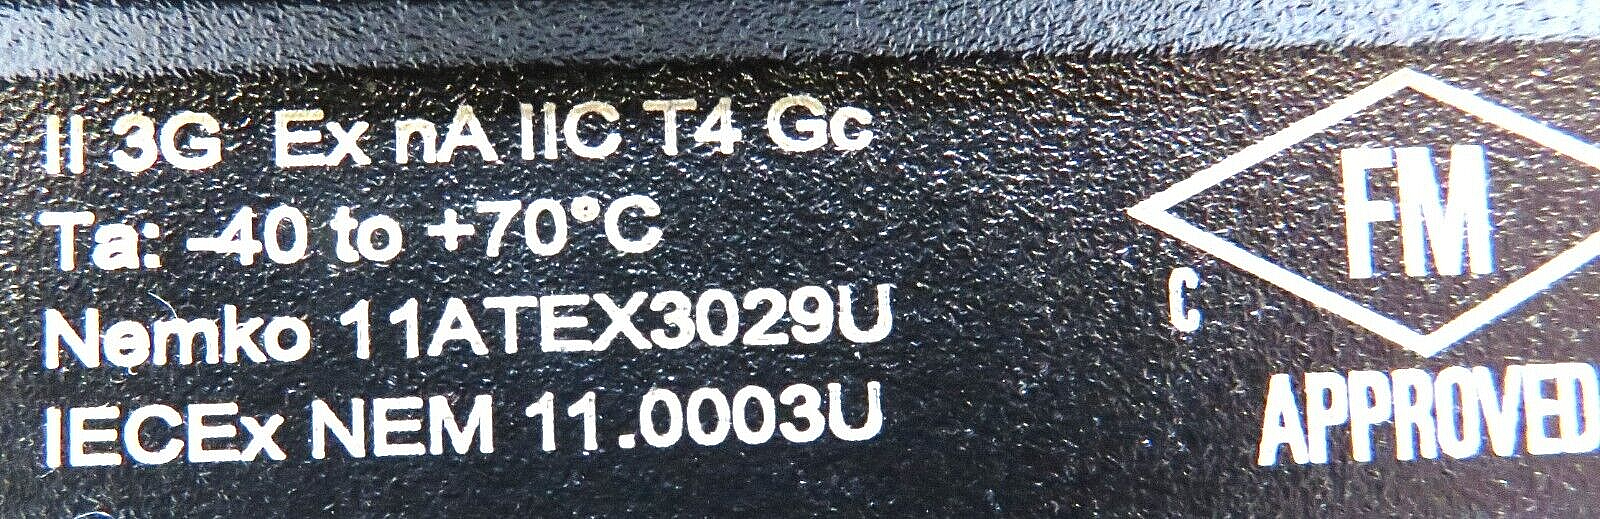 II 3G Ex nA IIC T4 Gc
Ta: -40 to +70°C
Nemko 11ATEX3029U
IECEx NEM 11.0003U
FM
C
APPROVED